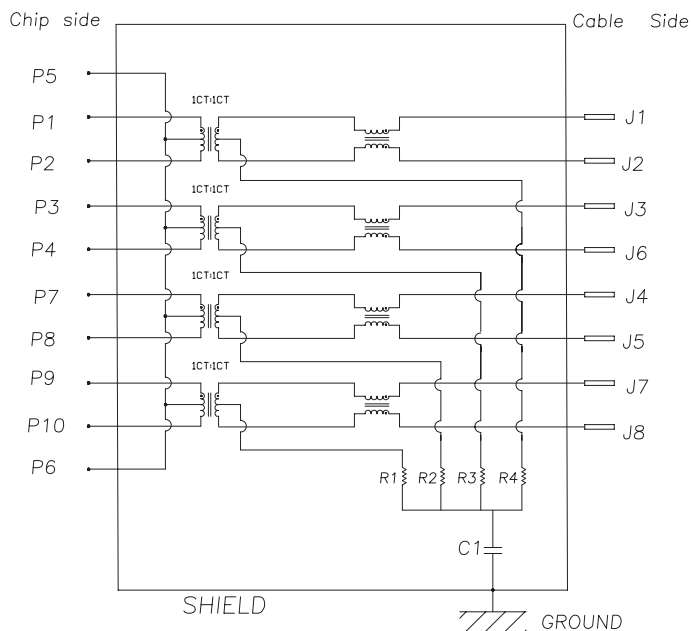 Chip side
Cable Side
P5
1CT:1CT
P1
J1
P2
J2
1CT:1CT
P3
J3
P4
J6
1CT:1CT
P7
J4
P8
J5
1CT:1CT
P9
J7
P10
J8
P6
R1 R2 R3 R4
C1
SHIELD
GROUND